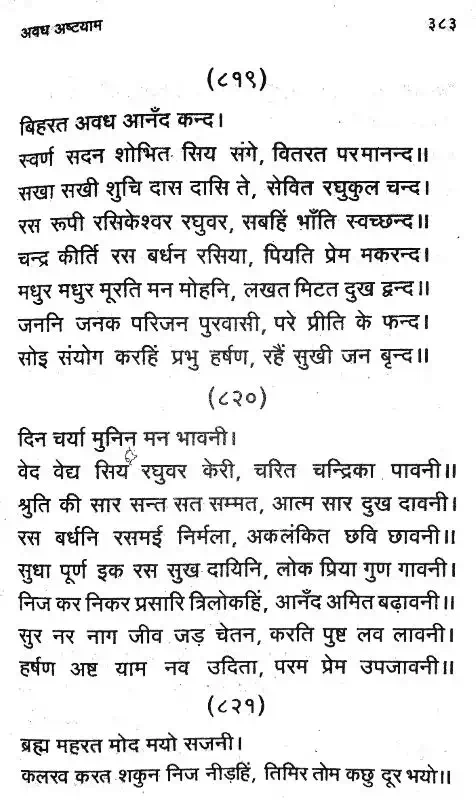 अवध अष्टयाम
३८३
(८१९)
बिहरत अवध आनँद कन्द।
स्वर्ण सदन शोभित सिय संगे, वितरत परमानन्द॥
सखा सखी शुचि दास दासि ते, सेवित रघुकुल चन्द।
रस रूपी रसिकेश्वर रघुवर, सबहिं भाँति स्वच्छन्द॥
चन्द्र कीर्ति रस बर्धन रसिया, पियति प्रेम मकरन्द।
मधुर मधुर मूरति मन मोहनि, लखत मिटत दुख द्वन्द॥
जननि जनक परिजन पुरवासी, परे प्रीति के फन्द।
सोइ संयोग करहिं प्रभु हर्षण, रहैं सुखी जन बृन्द॥
(८२०)
दिन चर्या मुनिन मन भावनी।
वेद वेद्य सिय रघुवर केरी, चरित चन्द्रिका पावनी॥
श्रुति की सार सन्त सत सम्मत, आत्म सार दुख दावनी।
रस बर्धनि रसमई निर्मला, अकलंकित छवि छावनी॥
सुधा पूर्ण इक रस सुख दायिनि, लोक प्रिया गुण गावनी।
निज कर निकर प्रसारि त्रिलोकहिं, आनँद अमित बढ़ावनी॥
सुर नर नाग जीव जड़ चेतन, करति पुष्ट लव लावनी।
हर्षण अष्ट याम नव उदिता, परम प्रेम उपजावनी॥
(८२१)
ब्रह्म महरत मोद मयो सजनी।
कलरव करत शकुन निज नीड़हिं, तिमिर तोम कछु दूर भयो॥